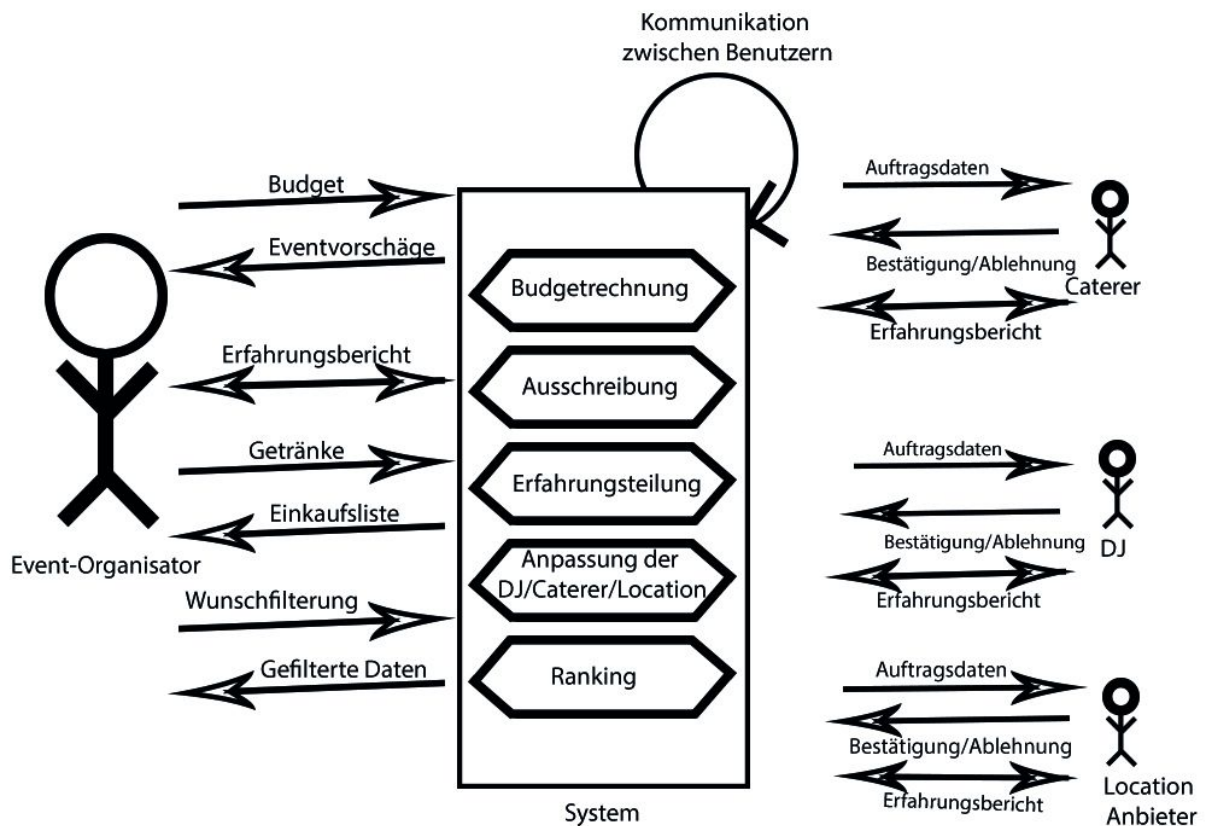 Kommunikation
zwischen Benutzern
Budget
Eventvorschäge
Erfahrungsbericht
Getränke
Einkaufsliste
Event-Organisator
Wunschfilterung
Gefilterte Daten
Budgetrechnung
Ausschreibung
Erfahrungsteilung
Anpassung der
DJ/Caterer/Location
Ranking
System
Auftragsdaten
Bestätigung/Ablehnung
Caterer
Erfahrungsbericht
Auftragsdaten
Bestätigung/Ablehnung
DJ
Erfahrungsbericht
Auftragsdaten
Bestätigung/Ablehnung
Erfahrungsbericht
Location
Anbieter